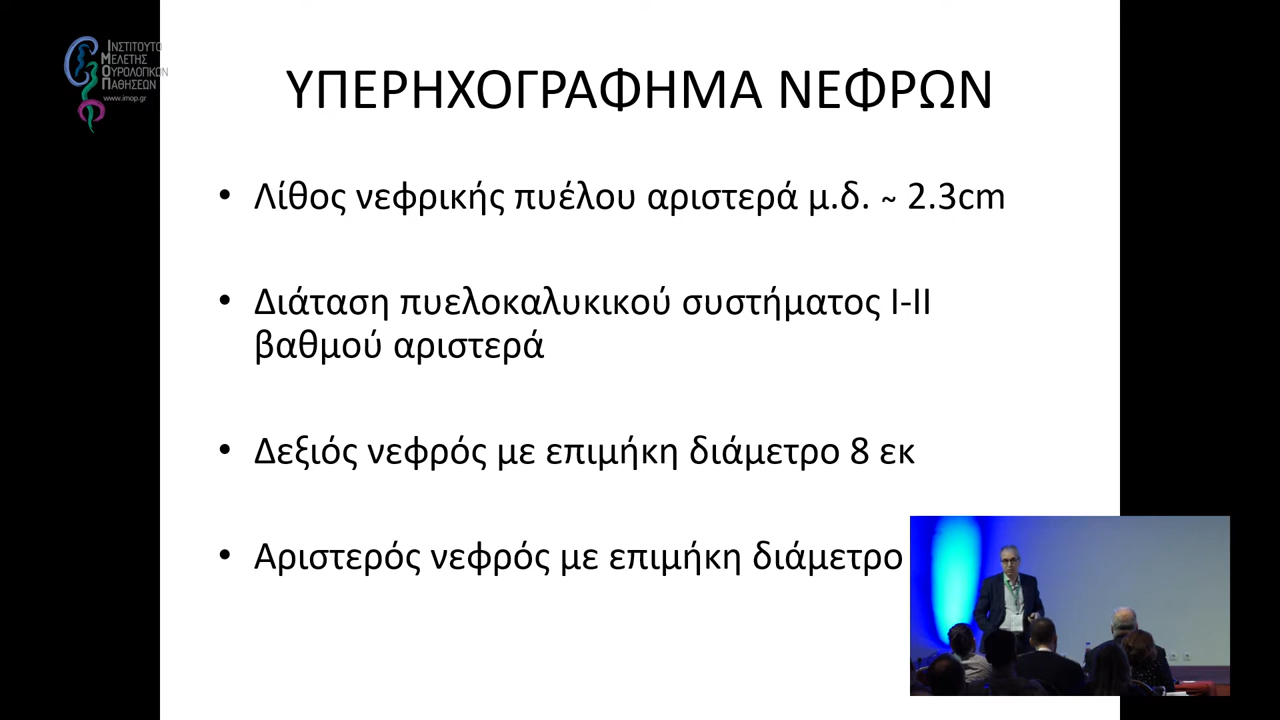 ΙΝΣΤΙΤΟΥΤΟ
ΜΕΛΕΤΗΣ
ΟΥΡΟΛΟΓΙΚΩΝ
ΠΑΘΗΣΕΩΝ
www.imop.gr
ΥΠΕΡΗΧΟΓΡΑΦΗΜΑ ΝΕΦΡΩΝ
• Λίθος νεφρικής πυέλου αριστερά μ.δ. ~ 2.3cm
• Διάταση πυελοκαλυκικού συστήματος I-II
βαθμού αριστερά
• Δεξιός νεφρός με επιμήκη διάμετρο 8 εκ
• Αριστερός νεφρός με επιμήκη διάμετρο